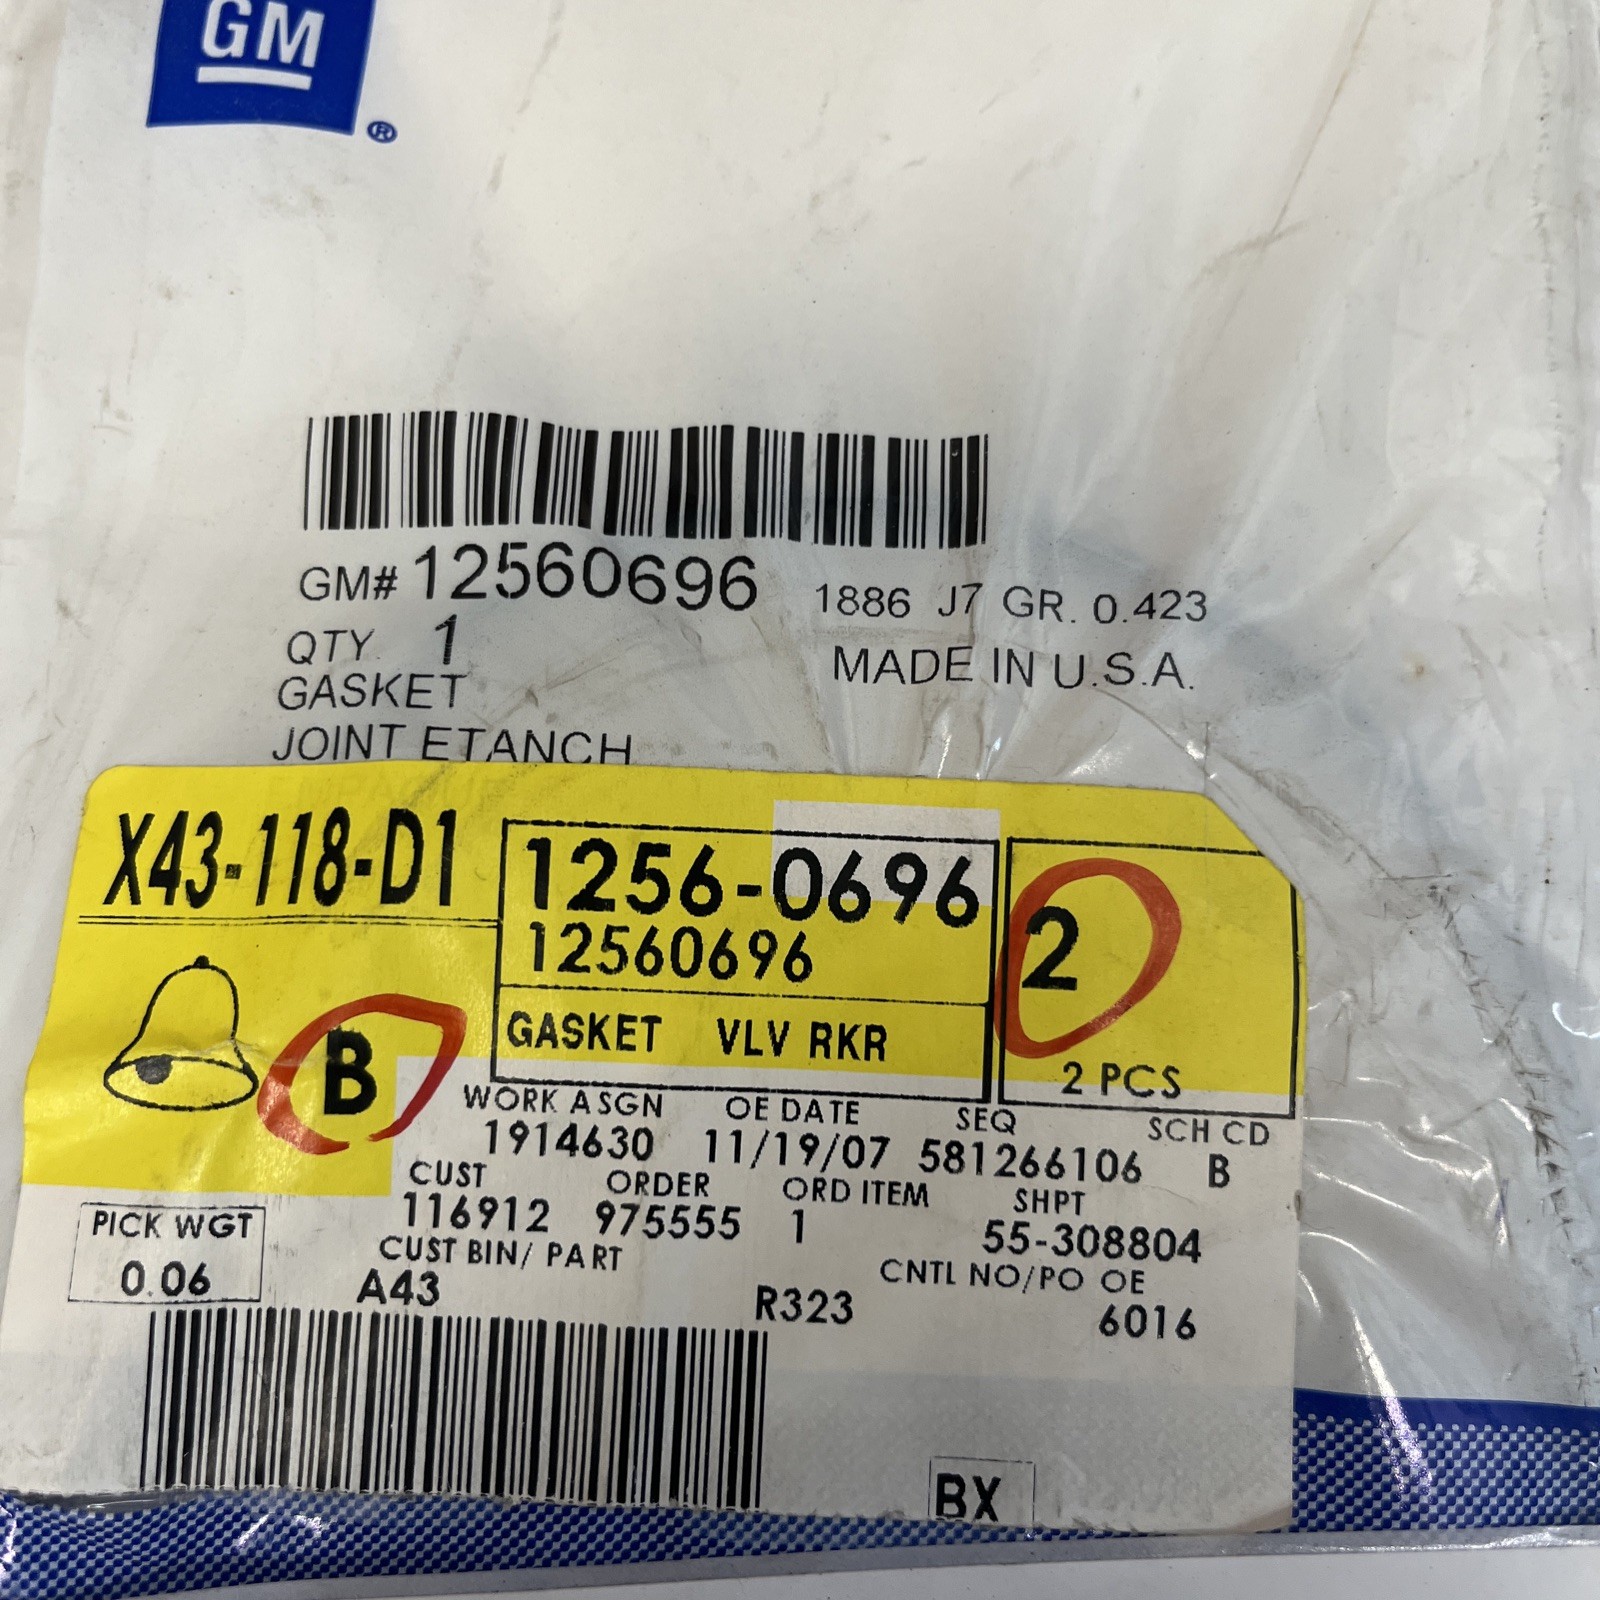 GM
®
GM# 12560696 1886 J7 GR. 0.423
QTY. 1 MADE IN U.S.A.
GASKET
JOINT ETANCH
X43-118-D1
1256-0696
12560696
2
B
GASKET VLV RKR
2 PCS
WORK ASGN OE DATE SEQ SCH CD
1914630 11/19/07 581266106 B
CUST ORDER ORD ITEM SHPT
116912 975555 1 55-308804
PICK WGT
0.06
CUST BIN/ PART CNTL NO/PO OE
A43 R323 6016
BX